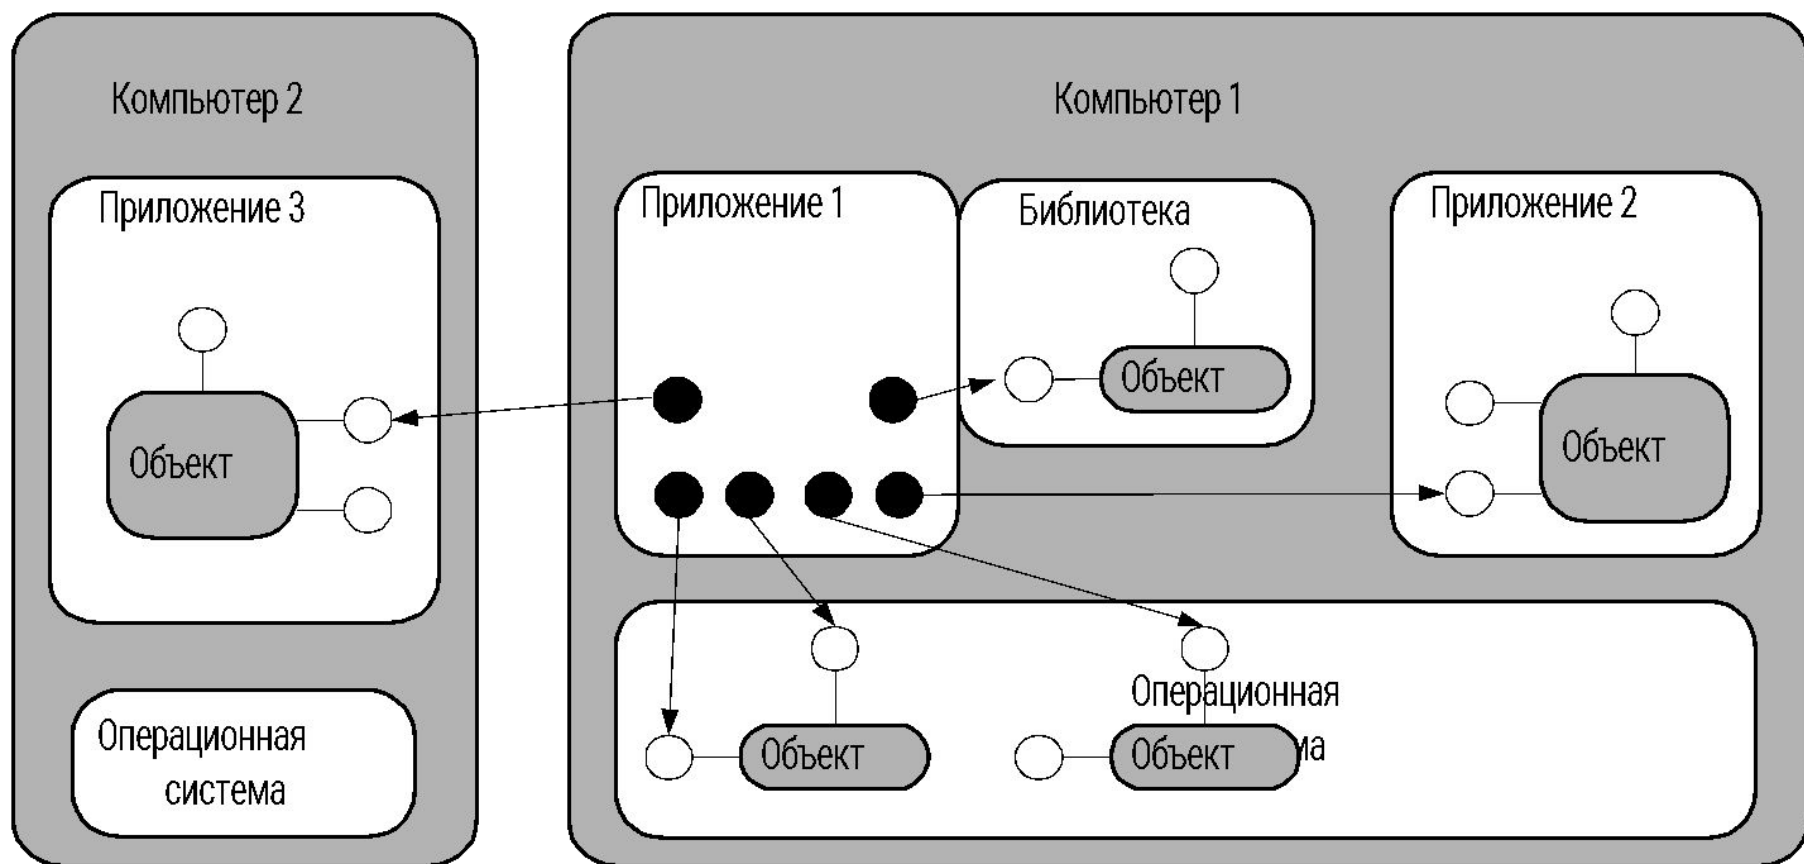 Компьютер 2
Приложение 3
Объект
Операционная
система
Компьютер 1
Приложение 1
Библиотека
Объект
Приложение 2
Объект
Операционная
Объект
Объект